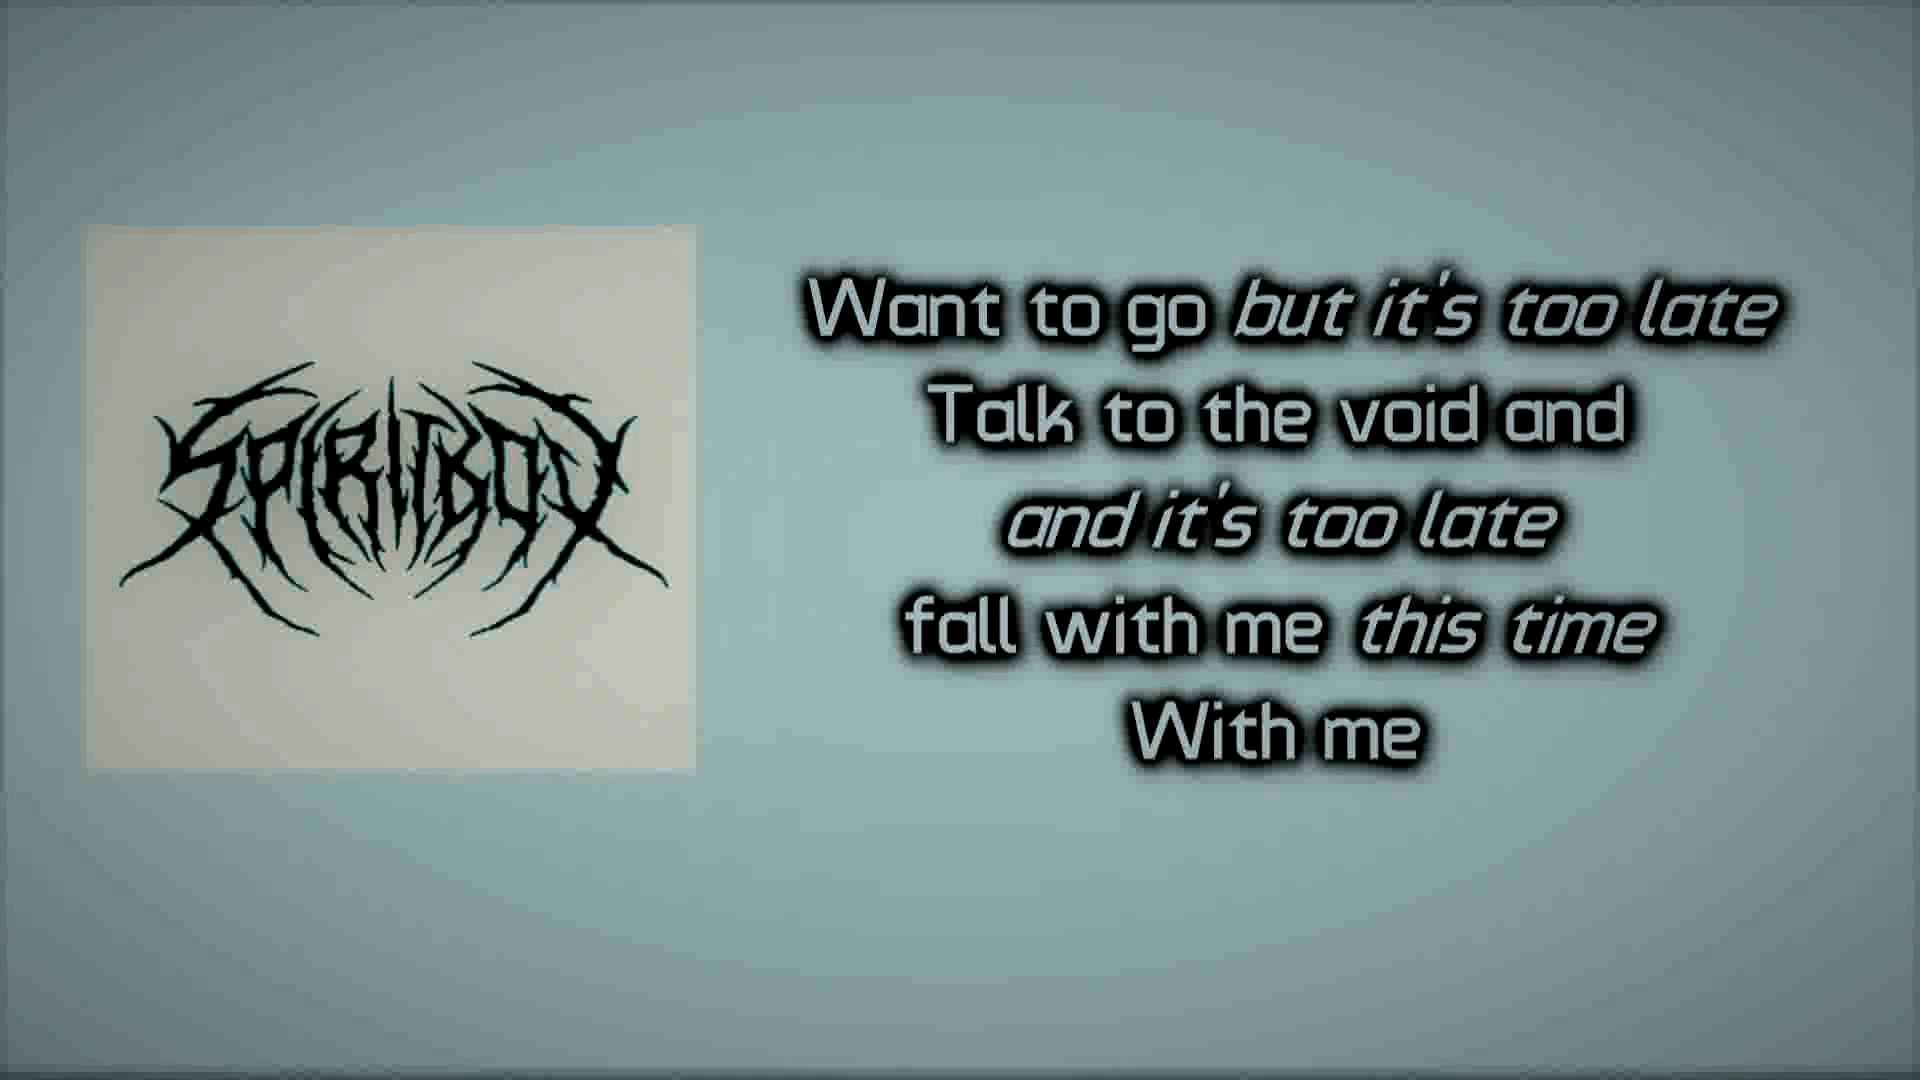 SPIRITBOX
Want to go but it's too late
Talk to the void and
and it's too late
fall with me this time
With me